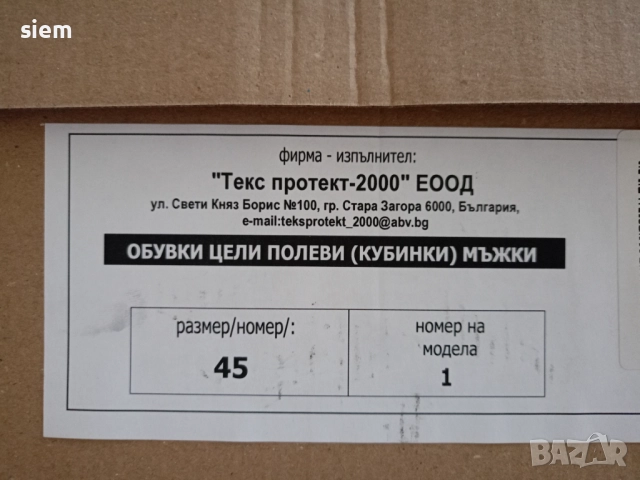 siem
фирма - изпълнител:
"Текс протект-2000" ЕООД
ул. Свети Княз Борис №100, гр. Стара Загора 6000, България,
e-mail:teksprotekt_2000@abv.bg
ОБУВКИ ЦЕЛИ ПОЛЕВИ (КУБИНКИ) МЪЖКИ
размер/номер/:
45
номер на
модела
1
BAZAR